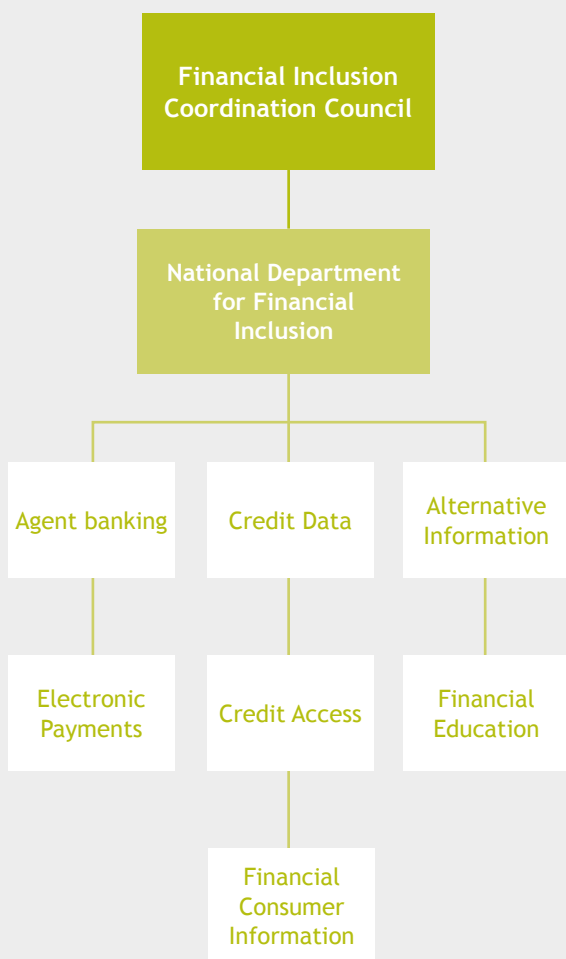 Financial Inclusion
Coordination Council
National Department
for Financial
Inclusion
Agent banking
Credit Data
Alternative
Information
Electronic
Payments
Credit Access
Financial
Education
Financial
Consumer
Information